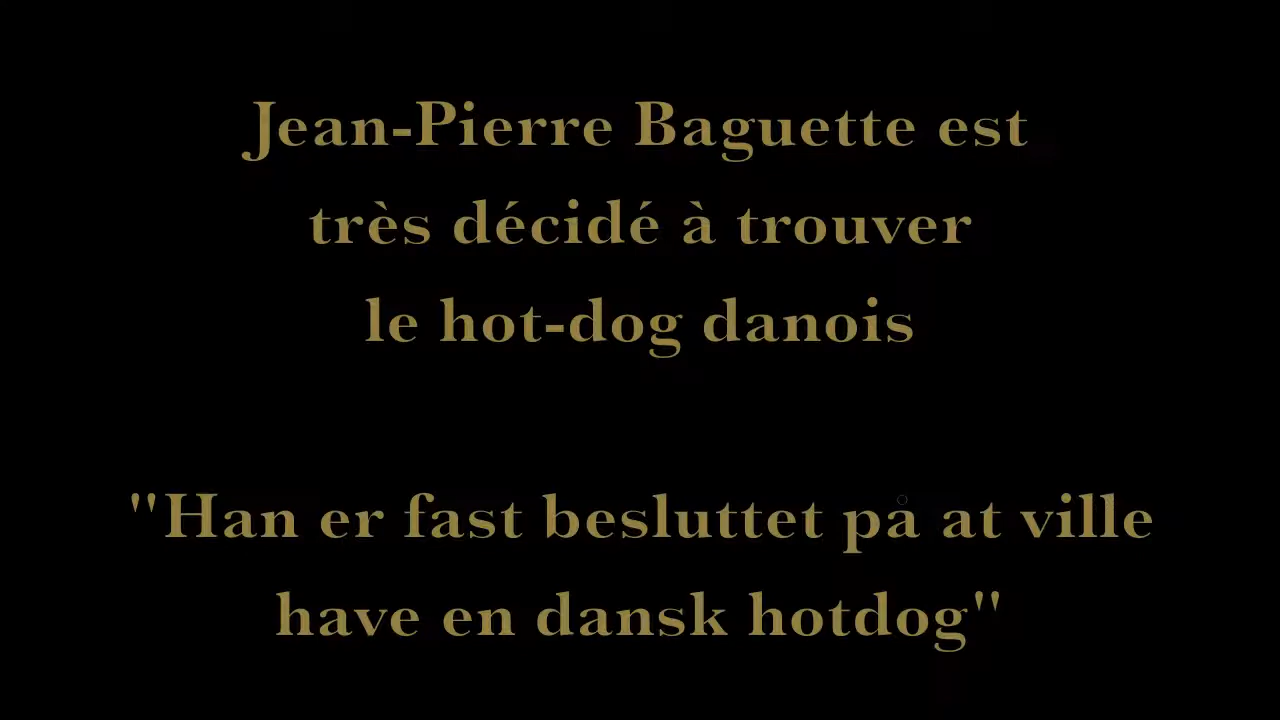 Jean-Pierre Baguette est
très décidé à trouver
le hot-dog danois
"Han er fast besluttet på at ville
have en dansk hotdog"